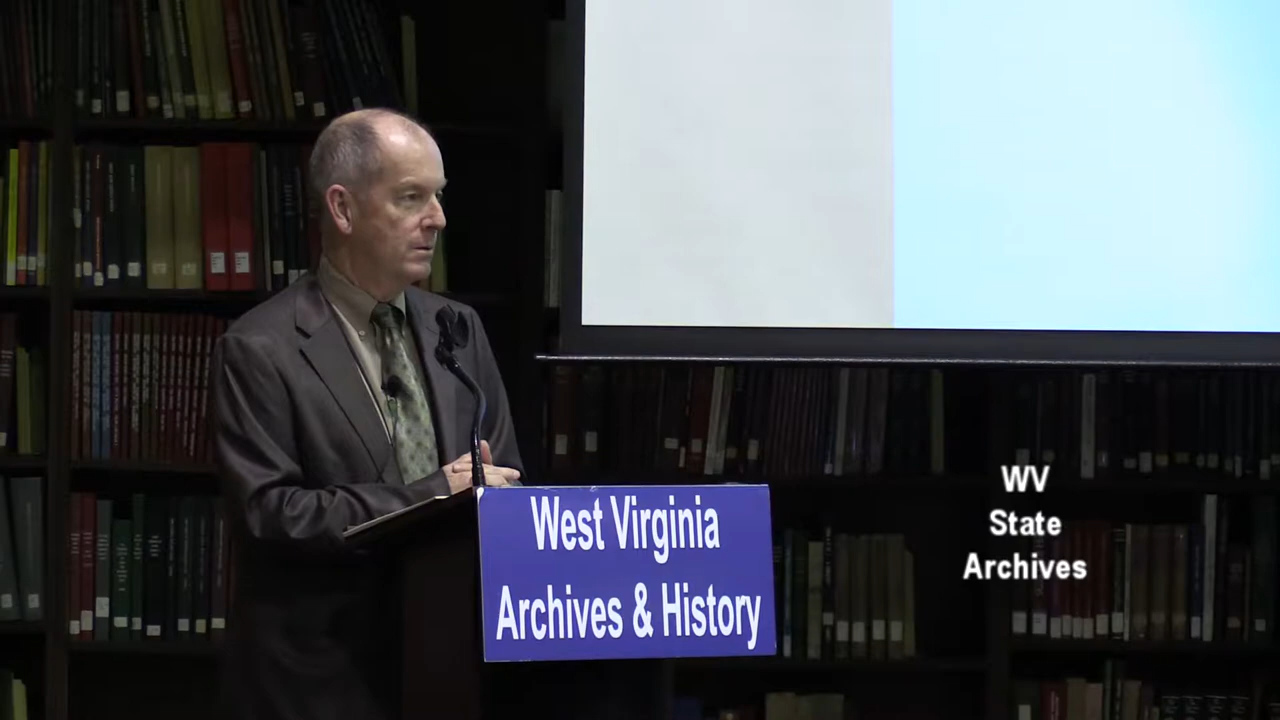 West Virginia
Archives & History
WV
State
Archives